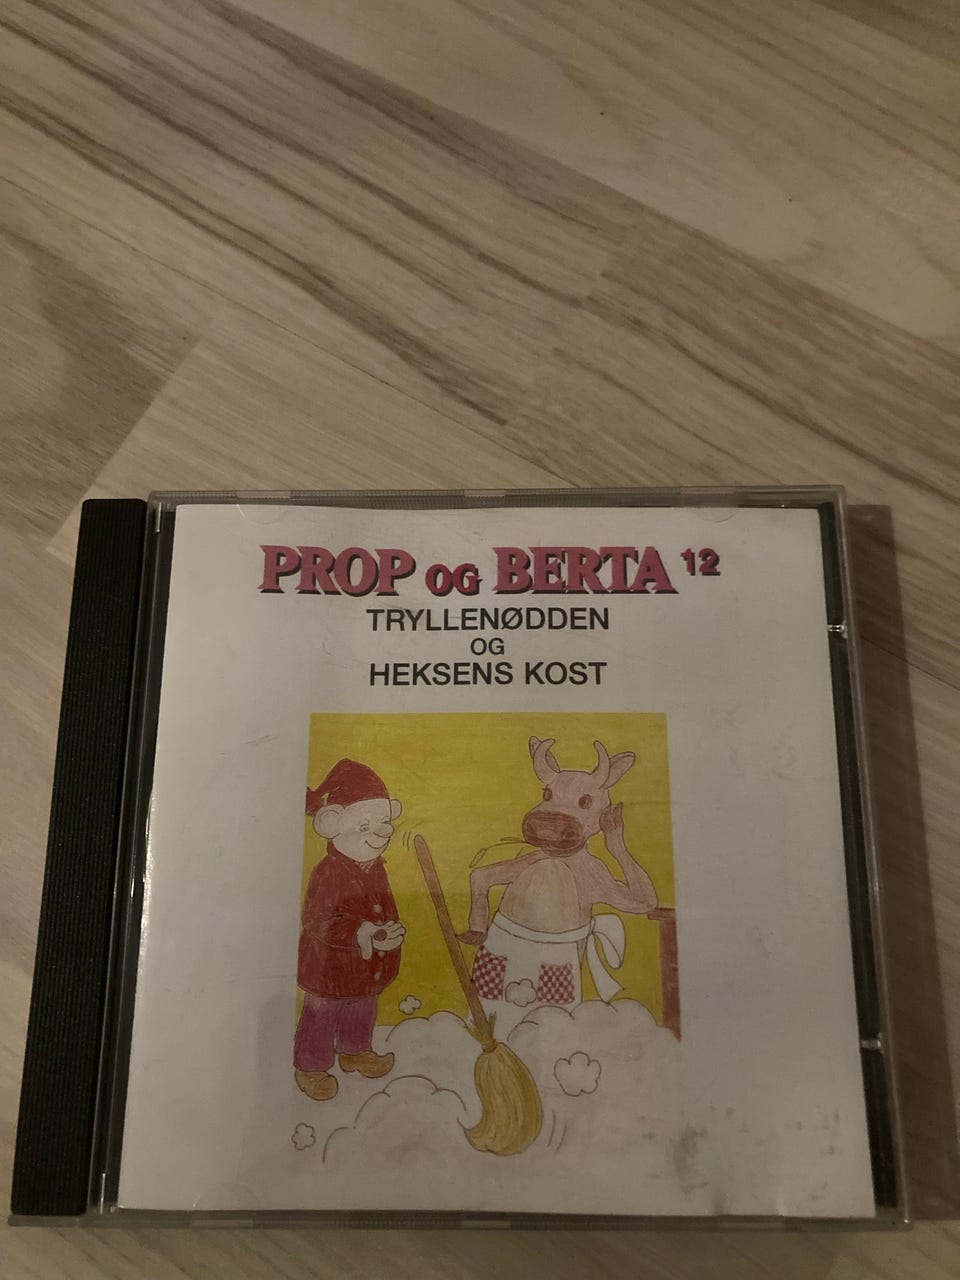 PROP OG BERTA 12
TRYLLENØDDEN
OG
HEKSENS KOST